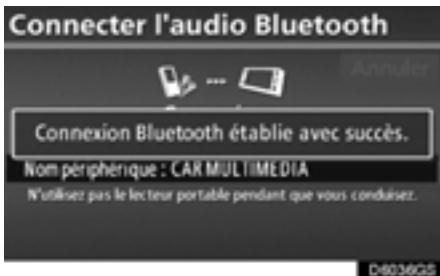 Connecter l'audio Bluetooth
Annuler
Connexion Bluetooth établie avec succès.
Nom périphérique : CAR MULTIMEDIA
N'utilisez pas le lecteur portable pendant que vous conduisez.
D6036GS